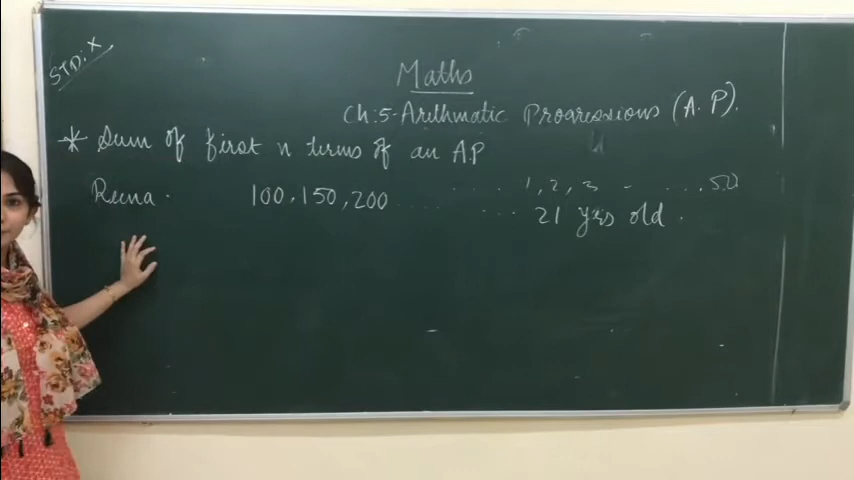 STD: X
Maths
Ch:5-Arithmatic Progressions (A.P).
* Sum of first n terms of an A.P
1, 2, 3 - . . . , 50
Reena . 100, 150, 200 . . . . . . . . 21 yrs old .